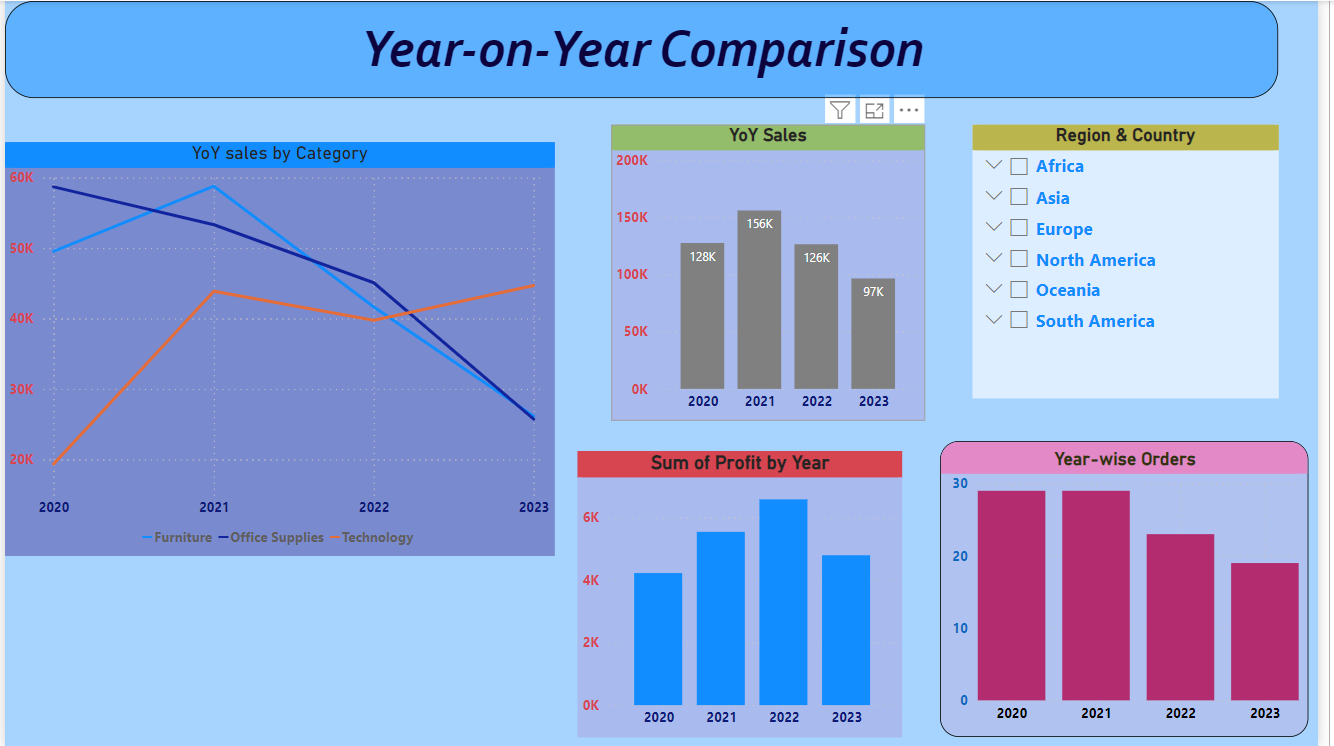 Year-on-Year Comparison
YoY sales by Category
60K
50K
40K
30K
20K
2020 2021 2022 2023
Furniture Office Supplies Technology
YoY Sales
200K
150K
100K
50K
0K
128K
156K
126K
97K
2020 2021 2022 2023
Region & Country
Africa
Asia
Europe
North America
Oceania
South America
Sum of Profit by Year
6K
4K
2K
0K
2020 2021 2022 2023
Year-wise Orders
30
20
10
0
2020 2021 2022 2023